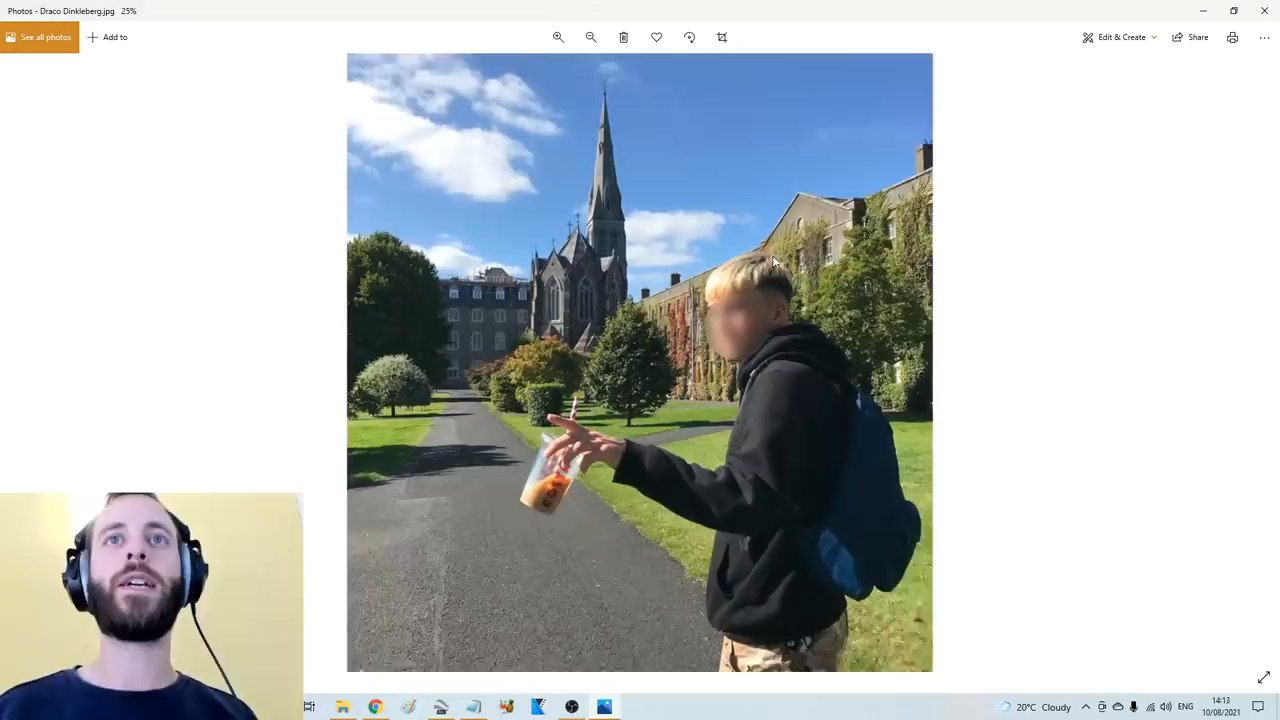 Photos - Draco Dinkleberg.jpg 25%
See all photos
Add to
Edit & Create
Share
20°C Cloudy
ENG
14:13
10/08/2021